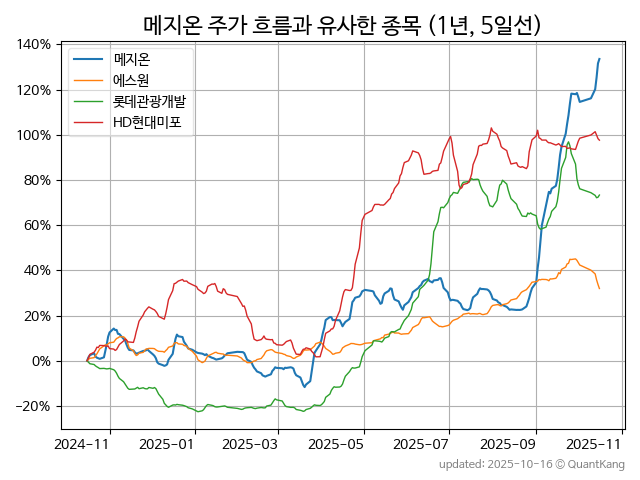 메지온 주가 흐름과 유사한 종목 (1년, 5일선)
140%
120%
100%
80%
60%
40%
20%
0%
−20%
메지온
에스원
롯데관광개발
HD현대미포
2024-11
2025-01
2025-03
2025-05
2025-07
2025-09
2025-11
updated: 2025-10-16 © QuantKang